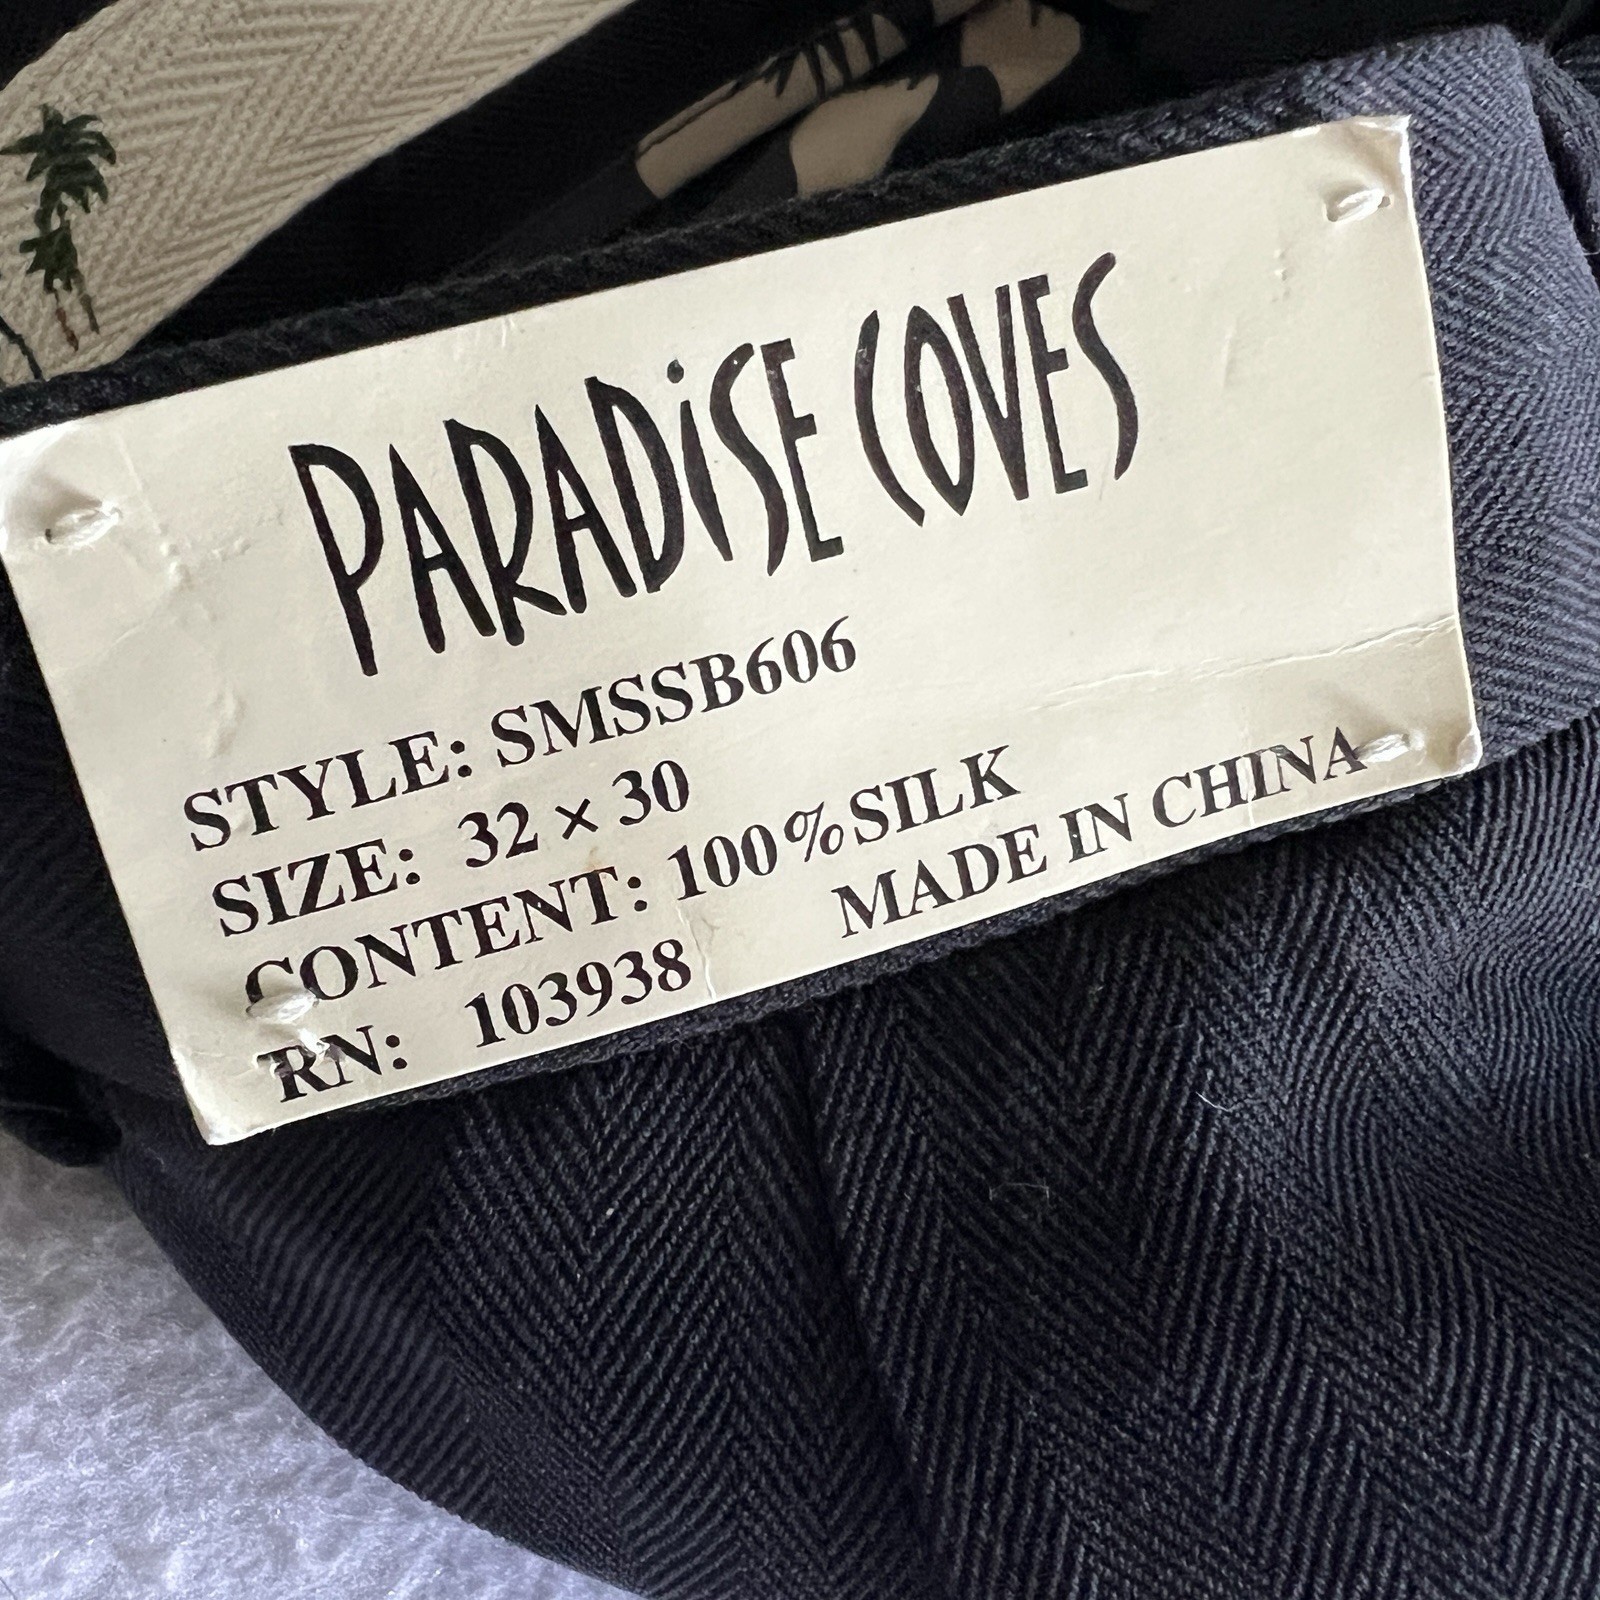 PARADiSE COVES
STYLE: SMSSB606
SIZE: 32 × 30
CONTENT: 100% SILK
RN: 103938 MADE IN CHINA